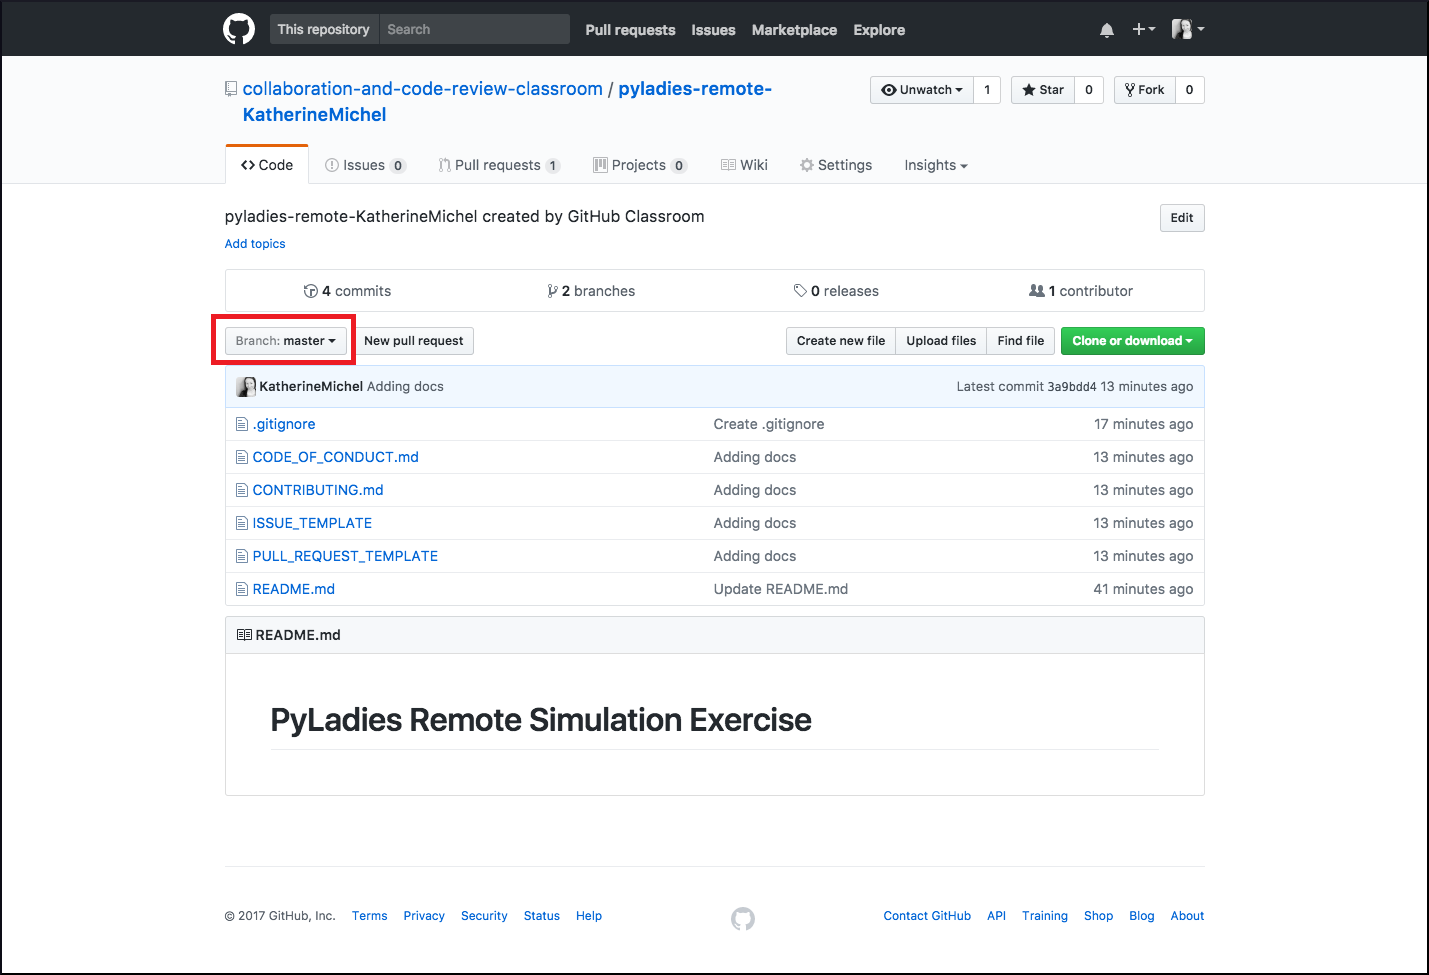 This repository Search Pull requests Issues Marketplace Explore
collaboration-and-code-review-classroom / pyladies-remote-
KatherineMichel
Unwatch 1 Star 0 Fork 0
Code Issues 0 Pull requests 1 Projects 0 Wiki Settings Insights
pyladies-remote-KatherineMichel created by GitHub Classroom
Edit
Add topics
4 commits 2 branches 0 releases 1 contributor
Branch: master New pull request Create new file Upload files Find file Clone or download
KatherineMichel Adding docs Latest commit 3a9bdd4 13 minutes ago
.gitignore Create .gitignore 17 minutes ago
CODE_OF_CONDUCT.md Adding docs 13 minutes ago
CONTRIBUTING.md Adding docs 13 minutes ago
ISSUE_TEMPLATE Adding docs 13 minutes ago
PULL_REQUEST_TEMPLATE Adding docs 13 minutes ago
README.md Update README.md 41 minutes ago
README.md
PyLadies Remote Simulation Exercise
© 2017 GitHub, Inc. Terms Privacy Security Status Help Contact GitHub API Training Shop Blog About